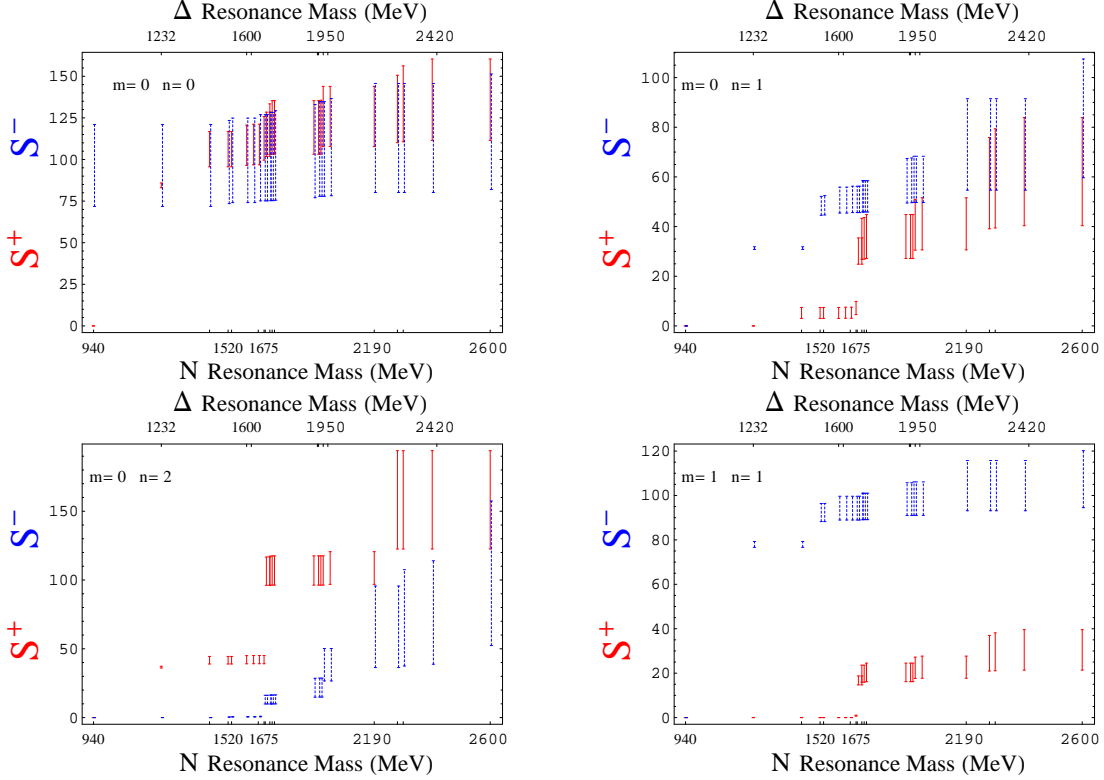 Δ Resonance Mass (MeV)
1232 1600 1950 2420
m= 0 n= 0
S⁺ S⁻
150
125
100
75
50
25
0
940 1520 1675 2190 2600
N Resonance Mass (MeV)
Δ Resonance Mass (MeV)
1232 1600 1950 2420
m= 0 n= 1
S⁺ S⁻
100
80
60
40
20
0
940 1520 1675 2190 2600
N Resonance Mass (MeV)
Δ Resonance Mass (MeV)
1232 1600 1950 2420
m= 0 n= 2
S⁺ S⁻
150
100
50
0
940 1520 1675 2190 2600
N Resonance Mass (MeV)
Δ Resonance Mass (MeV)
1232 1600 1950 2420
m= 1 n= 1
S⁺ S⁻
120
100
80
60
40
20
0
940 1520 1675 2190 2600
N Resonance Mass (MeV)